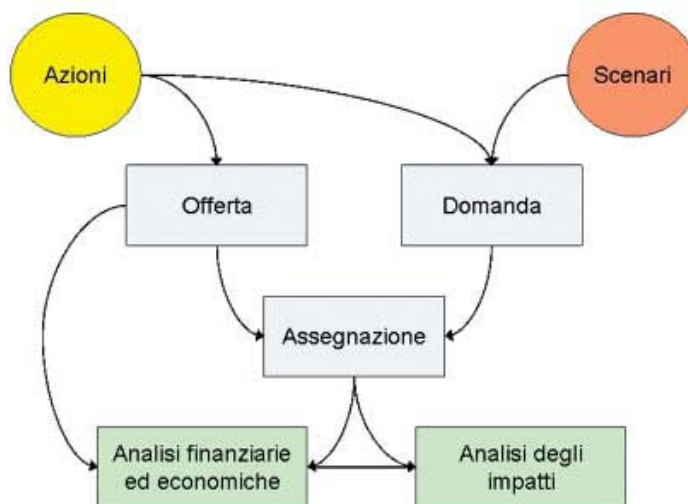 Azioni
Scenari
Offerta
Domanda
Assegnazione
Analisi finanziarie
ed economiche
Analisi degli
impatti